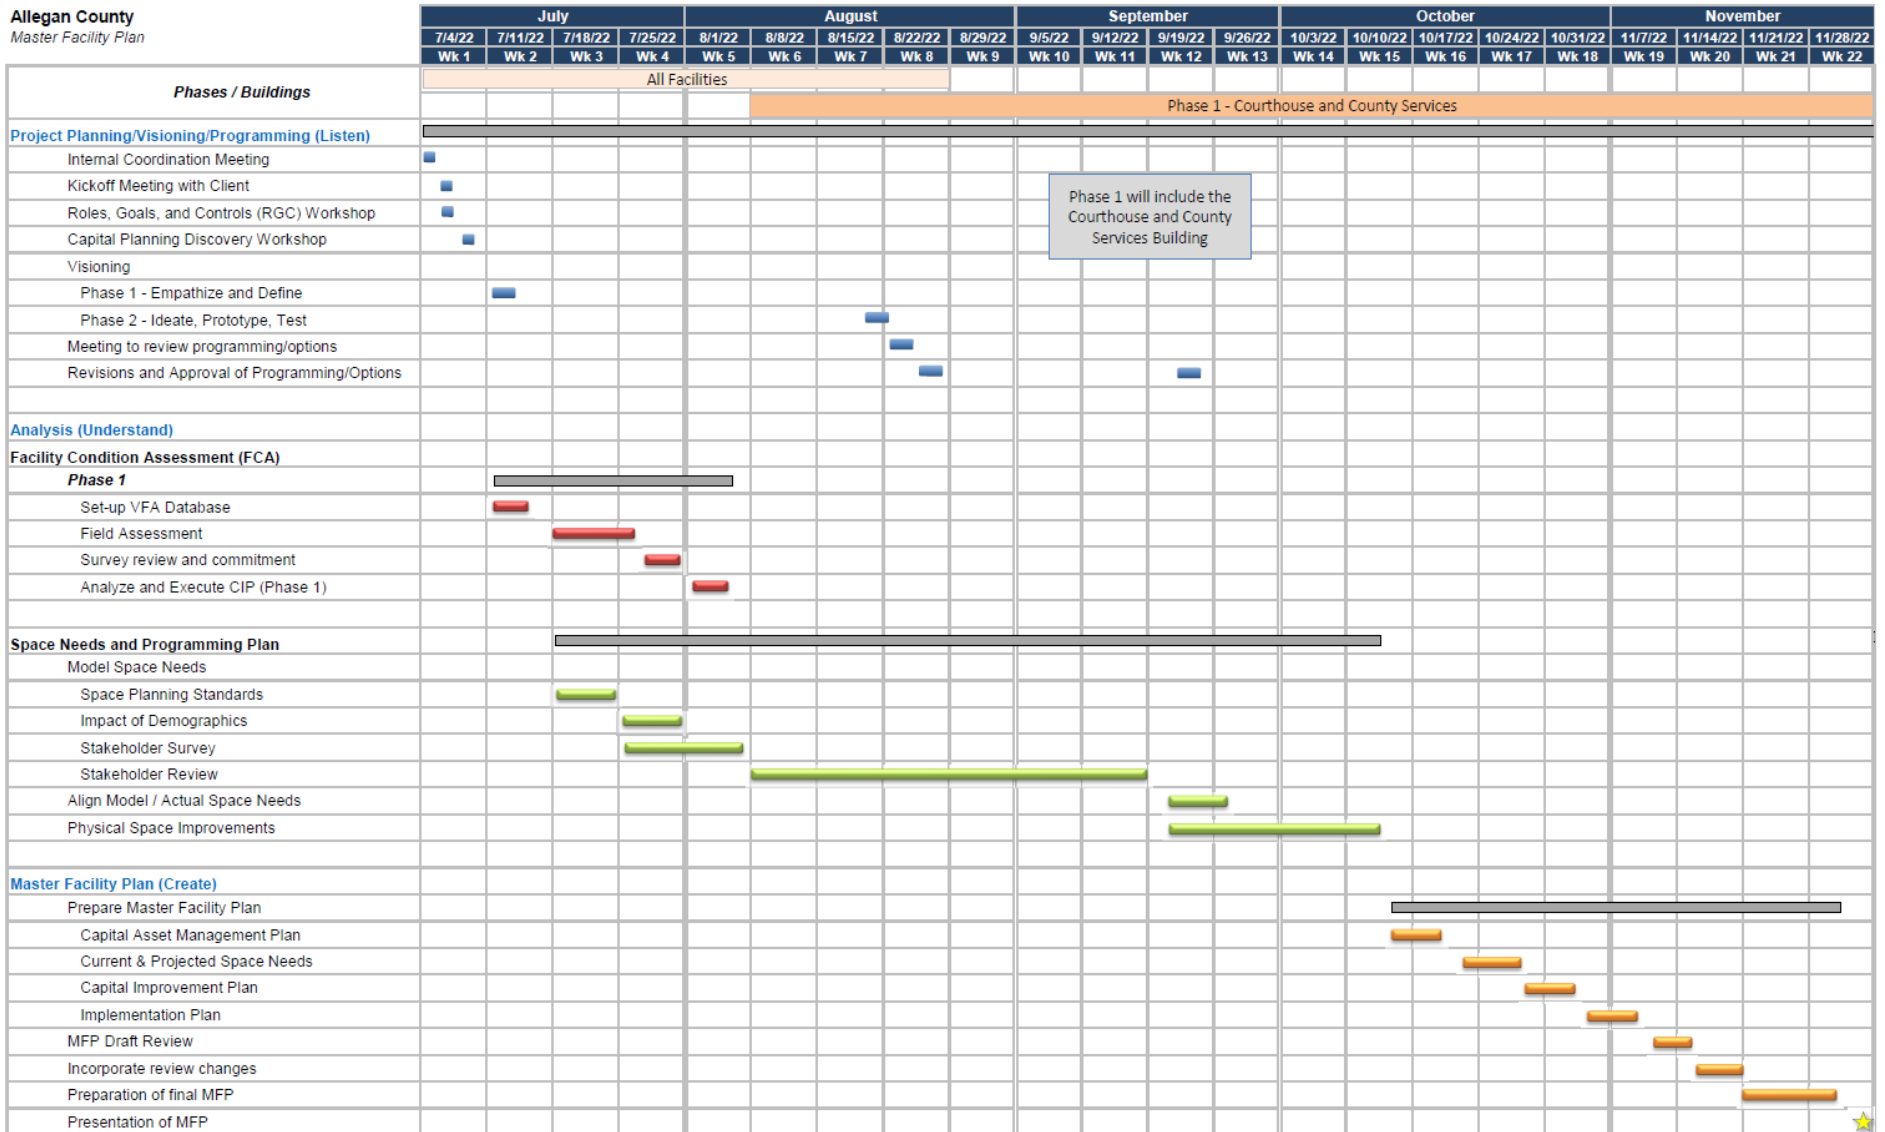 Allegan County
Master Facility Plan
July August September October November
7/4/22 7/11/22 7/18/22 7/25/22 8/1/22 8/8/22 8/15/22 8/22/22 8/29/22 9/5/22 9/12/22 9/19/22 9/26/22 10/3/22 10/10/22 10/17/22 10/24/22 10/31/22 11/7/22 11/14/22 11/21/22 11/28/22
Wk 1 Wk 2 Wk 3 Wk 4 Wk 5 Wk 6 Wk 7 Wk 8 Wk 9 Wk 10 Wk 11 Wk 12 Wk 13 Wk 14 Wk 15 Wk 16 Wk 17 Wk 18 Wk 19 Wk 20 Wk 21 Wk 22
All Facilities
Phases / Buildings
Phase 1 - Courthouse and County Services
Project Planning/Visioning/Programming (Listen)
Internal Coordination Meeting
Kickoff Meeting with Client
Roles, Goals, and Controls (RGC) Workshop
Capital Planning Discovery Workshop
Phase 1 will include the
Courthouse and County
Services Building
Visioning
Phase 1 - Empathize and Define
Phase 2 - Ideate, Prototype, Test
Meeting to review programming/options
Revisions and Approval of Programming/Options
Analysis (Understand)
Facility Condition Assessment (FCA)
Phase 1
Set-up VFA Database
Field Assessment
Survey review and commitment
Analyze and Execute CIP (Phase 1)
Space Needs and Programming Plan
Model Space Needs
Space Planning Standards
Impact of Demographics
Stakeholder Survey
Stakeholder Review
Align Model / Actual Space Needs
Physical Space Improvements
Master Facility Plan (Create)
Prepare Master Facility Plan
Capital Asset Management Plan
Current & Projected Space Needs
Capital Improvement Plan
Implementation Plan
MFP Draft Review
Incorporate review changes
Preparation of final MFP
Presentation of MFP